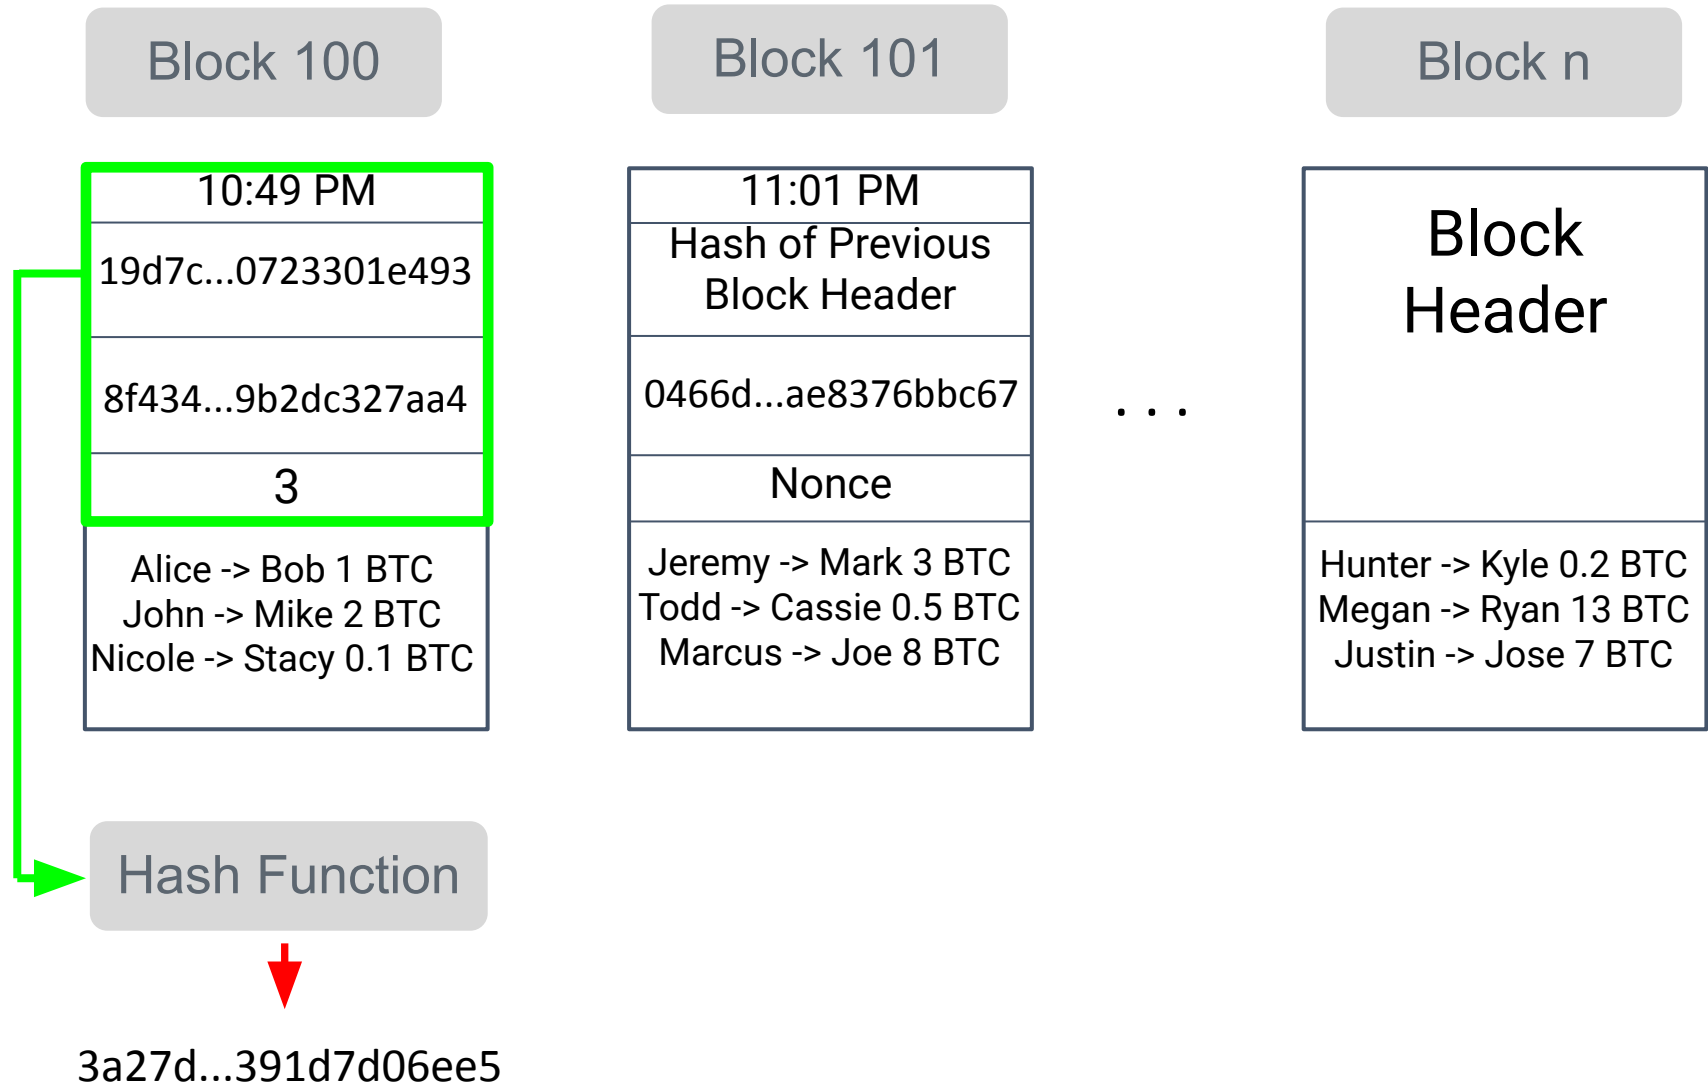 Block 100
Block 101
Block n
10:49 PM
19d7c...0723301e493
8f434...9b2dc327aa4
3
Alice -> Bob 1 BTC
John -> Mike 2 BTC
Nicole -> Stacy 0.1 BTC
11:01 PM
Hash of Previous
Block Header
0466d...ae8376bbc67
Nonce
Jeremy -> Mark 3 BTC
Todd -> Cassie 0.5 BTC
Marcus -> Joe 8 BTC
. . .
Block
Header
Hunter -> Kyle 0.2 BTC
Megan -> Ryan 13 BTC
Justin -> Jose 7 BTC
Hash Function
3a27d...391d7d06ee5